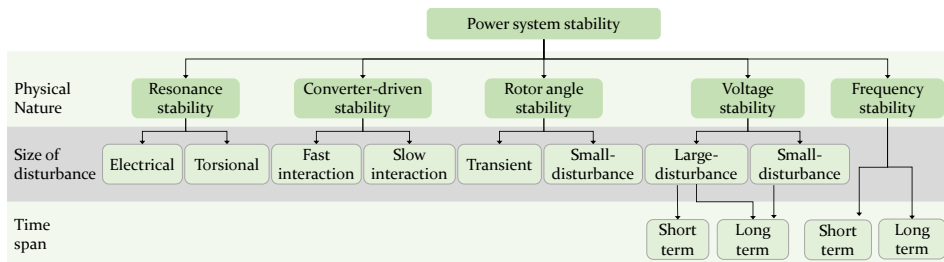 Power system stability
Physical
Nature
Resonance
stability
Converter-driven
stability
Rotor angle
stability
Voltage
stability
Frequency
stability
Size of
disturbance
Electrical
Torsional
Fast
interaction
Slow
interaction
Transient
Small-
disturbance
Large-
disturbance
Small-
disturbance
Time
span
Short
term
Long
term
Short
term
Long
term